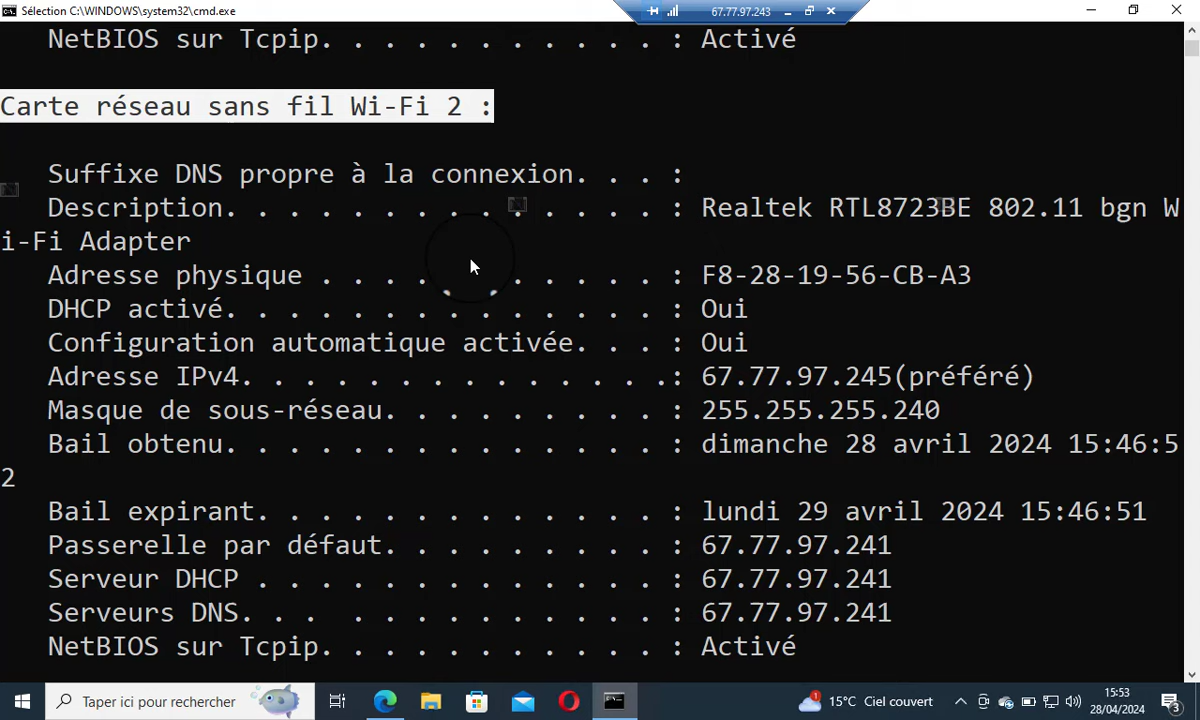 Sélection C:\WINDOWS\system32\cmd.exe
67.77.97.243
NetBIOS sur Tcpip. . . . . . . . . . . : Activé
Carte réseau sans fil Wi-Fi 2 :
Suffixe DNS propre à la connexion. . . :
Description. . . . . . . . . . . . . . : Realtek RTL8723BE 802.11 bgn W
i-Fi Adapter
Adresse physique . . . . . . . . . . . : F8-28-19-56-CB-A3
DHCP activé. . . . . . . . . . . . . . : Oui
Configuration automatique activée. . . : Oui
Adresse IPv4. . . . . . . . . . . . . .: 67.77.97.245(préféré)
Masque de sous-réseau. . . . . . . . . : 255.255.255.240
Bail obtenu. . . . . . . . . . . . . . : dimanche 28 avril 2024 15:46:5
2
Bail expirant. . . . . . . . . . . . . : lundi 29 avril 2024 15:46:51
Passerelle par défaut. . . . . . . . . : 67.77.97.241
Serveur DHCP . . . . . . . . . . . . . : 67.77.97.241
Serveurs DNS. . . . . . . . . . . . . : 67.77.97.241
NetBIOS sur Tcpip. . . . . . . . . . . : Activé
Taper ici pour rechercher
1
15°C Ciel couvert
15:53
28/04/2024
3